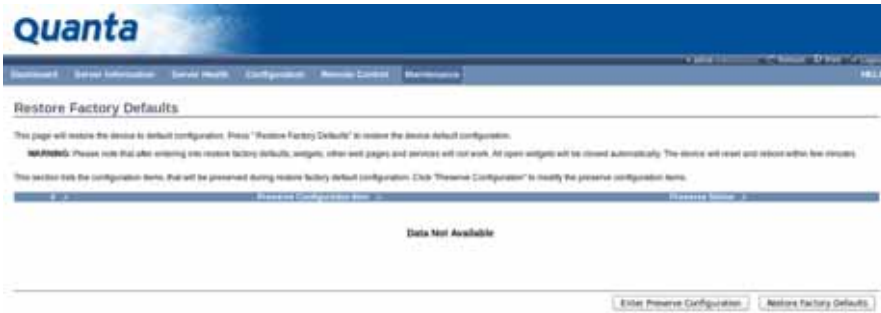 Quanta
Refresh Print Logout
Dashboard Server Information Server Health Configuration Remote Control Maintenance
HELP
Restore Factory Defaults
This page will restore the device to default configuration. Press "Restore Factory Defaults" to restore the device default configuration.
WARNING: Please note that after entering into restore factory defaults, widgets, other web pages and services will not work. All open widgets will be closed automatically. The device will reset and reboot within few minutes.
This section lists the configuration items, that will be preserved during restore factory default configuration. Click "Preserve Configuration" to modify the preserve configuration items.
# Preserve Configuration Item Preserve Status
Data Not Available
Enter Preserve Configuration Restore Factory Defaults